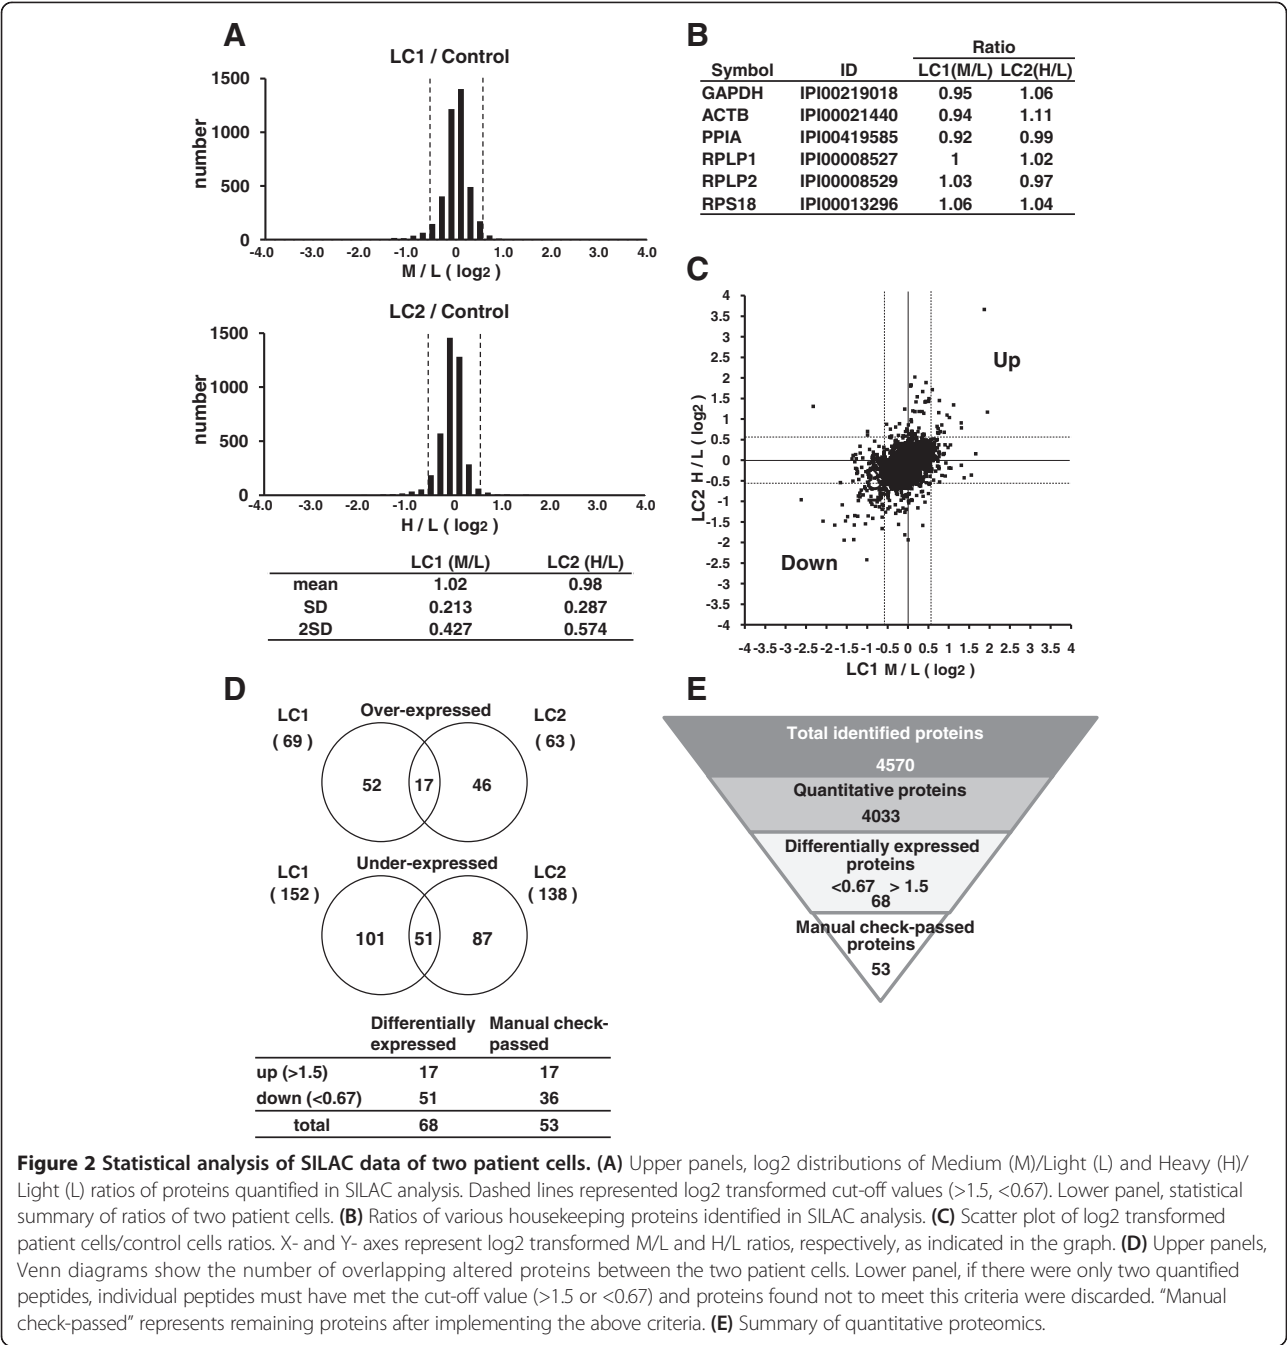 A
LC1 / Control
1500
1000
500
0
number
-4.0 -3.0 -2.0 -1.0 0 1.0 2.0 3.0 4.0
M / L ( log2 )
LC2 / Control
1500
1000
500
0
number
-4.0 -3.0 -2.0 -1.0 0 1.0 2.0 3.0 4.0
H / L ( log2 )
LC1 (M/L) LC2 (H/L)
mean 1.02 0.98
SD 0.213 0.287
2SD 0.427 0.574
B
Ratio
Symbol ID LC1(M/L) LC2(H/L)
GAPDH IPI00219018 0.95 1.06
ACTB IPI00021440 0.94 1.11
PPIA IPI00419585 0.92 0.99
RPLP1 IPI00008527 1 1.02
RPLP2 IPI00008529 1.03 0.97
RPS18 IPI00013296 1.06 1.04
C
4
3.5
3
2.5
2
1.5
1
0.5
0
-0.5
-1
-1.5
-2
-2.5
-3
-3.5
-4
LC2 H / L ( log2 )
Up
Down
-4 -3.5 -3 -2.5 -2 -1.5 -1 -0.5 0 0.5 1 1.5 2 2.5 3 3.5 4
LC1 M / L ( log2 )
D
Over-expressed
LC1
( 69 )
LC2
( 63 )
52 17 46
Under-expressed
LC1
( 152 )
LC2
( 138 )
101 51 87
Differentially Manual check-
expressed passed
up (>1.5) 17 17
down (<0.67) 51 36
total 68 53
E
Total identified proteins
4570
Quantitative proteins
4033
Differentially expressed
proteins
<0.67 > 1.5
68
Manual check-passed
proteins
53
Figure 2 Statistical analysis of SILAC data of two patient cells. (A) Upper panels, log2 distributions of Medium (M)/Light (L) and Heavy (H)/
Light (L) ratios of proteins quantified in SILAC analysis. Dashed lines represented log2 transformed cut-off values (>1.5, <0.67). Lower panel, statistical
summary of ratios of two patient cells. (B) Ratios of various housekeeping proteins identified in SILAC analysis. (C) Scatter plot of log2 transformed
patient cells/control cells ratios. X- and Y- axes represent log2 transformed M/L and H/L ratios, respectively, as indicated in the graph. (D) Upper panels,
Venn diagrams show the number of overlapping altered proteins between the two patient cells. Lower panel, if there were only two quantified
peptides, individual peptides must have met the cut-off value (>1.5 or <0.67) and proteins found not to meet this criteria were discarded. “Manual
check-passed” represents remaining proteins after implementing the above criteria. (E) Summary of quantitative proteomics.